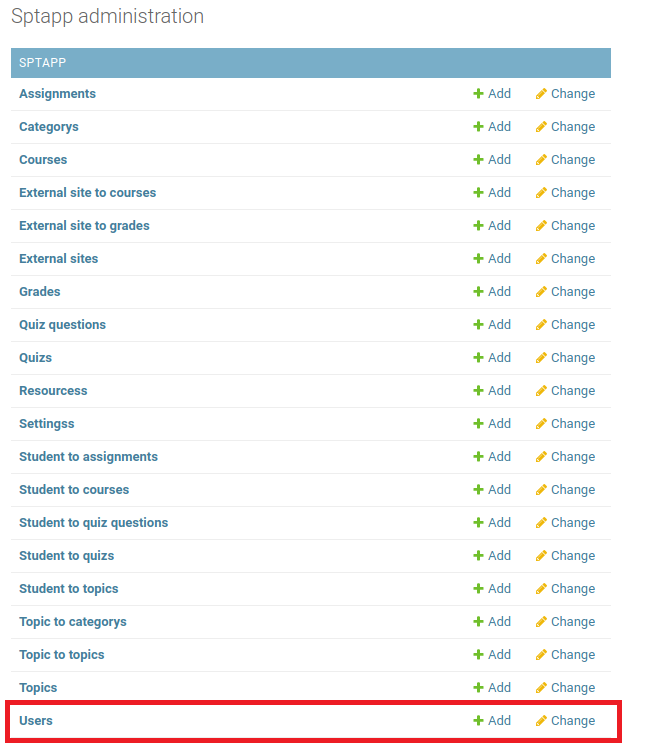 Sptapp administration
SPTAPP
Assignments Add Change
Categorys Add Change
Courses Add Change
External site to courses Add Change
External site to grades Add Change
External sites Add Change
Grades Add Change
Quiz questions Add Change
Quizs Add Change
Resourcess Add Change
Settingss Add Change
Student to assignments Add Change
Student to courses Add Change
Student to quiz questions Add Change
Student to quizs Add Change
Student to topics Add Change
Topic to categorys Add Change
Topic to topics Add Change
Topics Add Change
Users Add Change